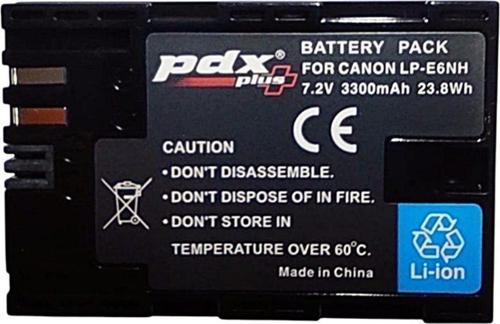 pdx® plus
BATTERY PACK
FOR CANON LP-E6NH
7.2V 3300mAh 23.8Wh
CE
CAUTION
•DON'T DISASSEMBLE.
•DON'T DISPOSE OF IN FIRE.
•DON'T STORE IN
TEMPERATURE OVER 60°C.
Made in China
Li-ion